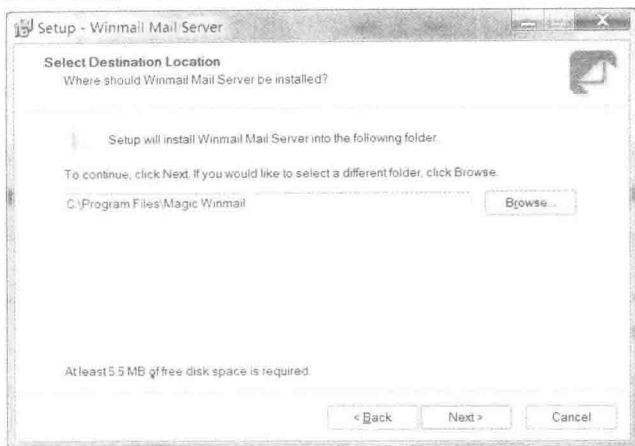 Setup - Winmail Mail Server
Select Destination Location
Where should Winmail Mail Server be installed?
Setup will install Winmail Mail Server into the following folder.
To continue, click Next. If you would like to select a different folder, click Browse.
C:\Program Files\Magic Winmail
Browse...
At least 5.5 MB of free disk space is required.
< Back
Next >
Cancel